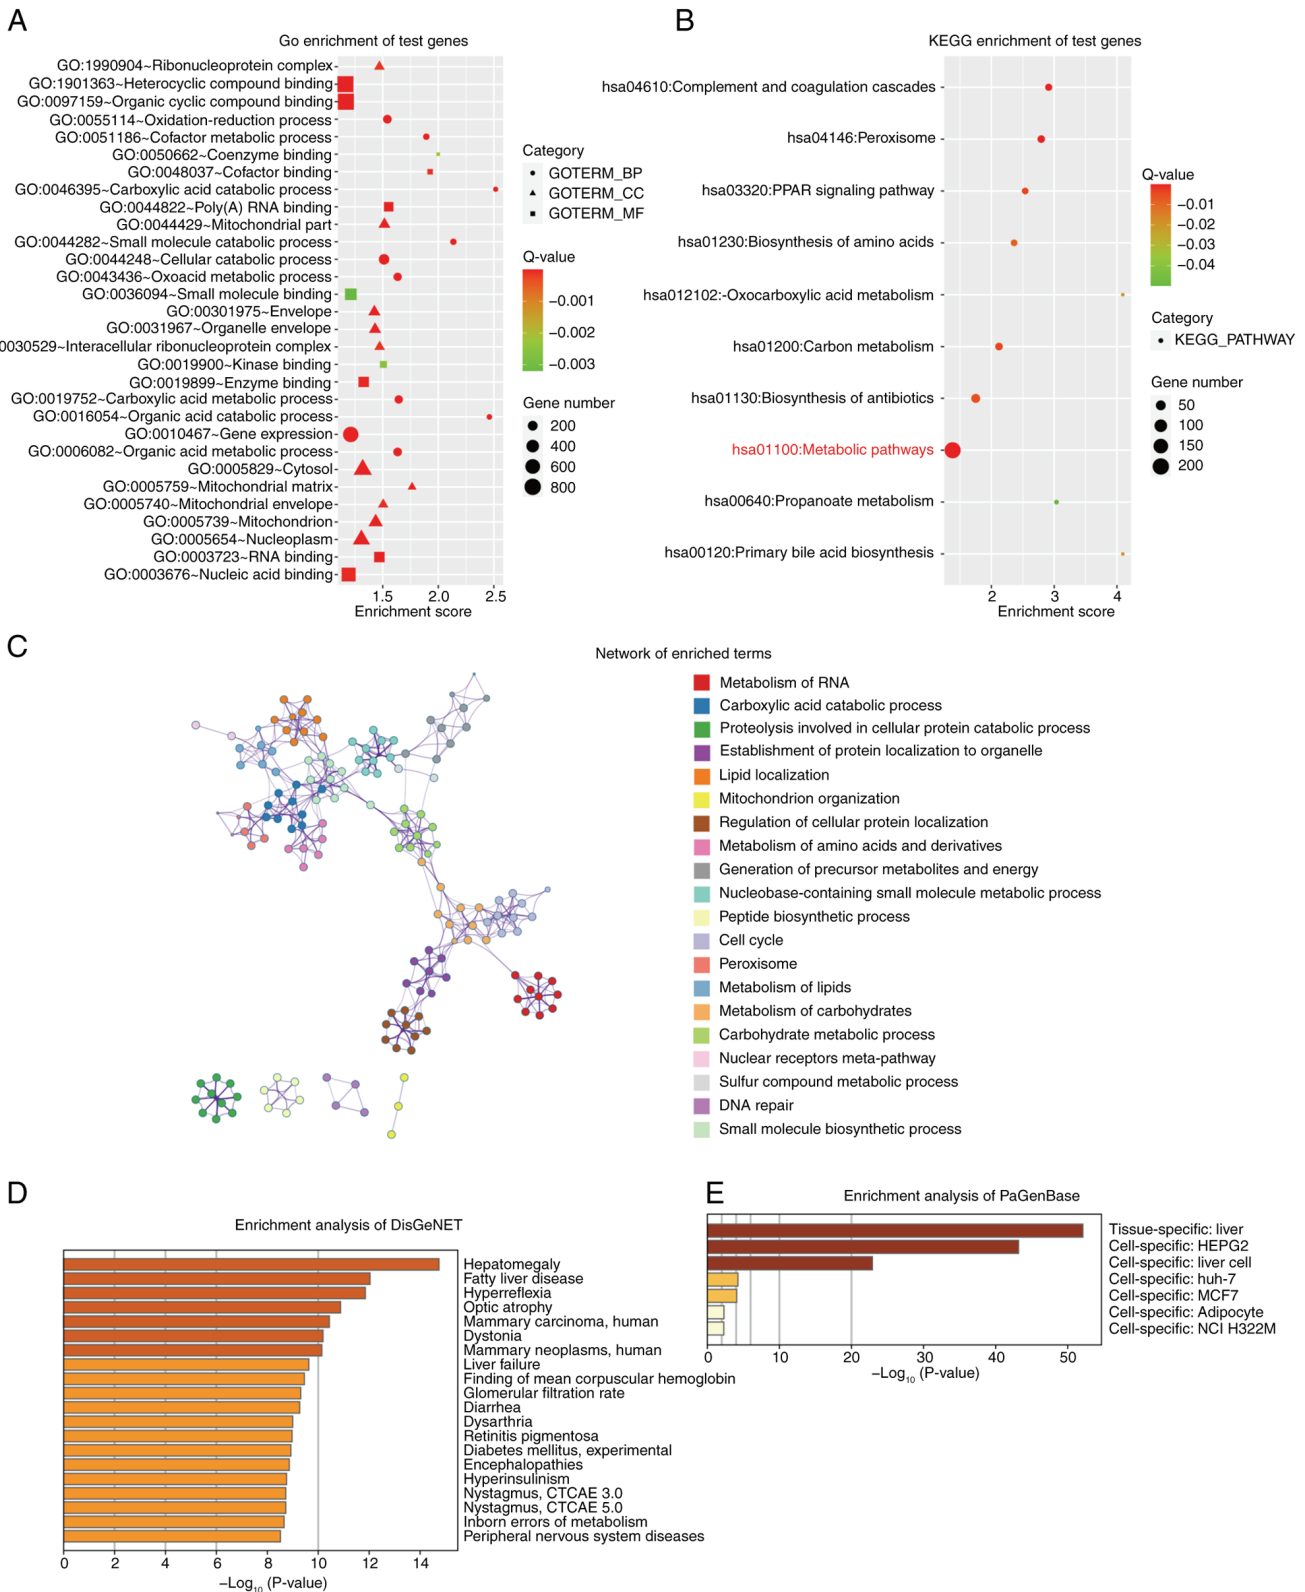 A
Go enrichment of test genes
GO:1990904~Ribonucleoprotein complex
GO:1901363~Heterocyclic compound binding
GO:0097159~Organic cyclic compound binding
GO:0055114~Oxidation-reduction process
GO:0051186~Cofactor metabolic process
GO:0050662~Coenzyme binding
GO:0048037~Cofactor binding
GO:0046395~Carboxylic acid catabolic process
GO:0044822~Poly(A) RNA binding
GO:0044429~Mitochondrial part
GO:0044282~Small molecule catabolic process
GO:0044248~Cellular catabolic process
GO:0043436~Oxoacid metabolic process
GO:0036094~Small molecule binding
GO:00301975~Envelope
GO:0031967~Organelle envelope
0030529~Interacellular ribonucleoprotein complex
GO:0019900~Kinase binding
GO:0019899~Enzyme binding
GO:0019752~Carboxylic acid metabolic process
GO:0016054~Organic acid catabolic process
GO:0010467~Gene expression
GO:0006082~Organic acid metabolic process
GO:0005829~Cytosol
GO:0005759~Mitochondrial matrix
GO:0005740~Mitochondrial envelope
GO:0005739~Mitochondrion
GO:0005654~Nucleoplasm
GO:0003723~RNA binding
GO:0003676~Nucleic acid binding
1.5 2.0 2.5
Enrichment score
Category
GOTERM_BP
GOTERM_CC
GOTERM_MF
Q-value
−0.001
−0.002
−0.003
Gene number
200
400
600
800
B
KEGG enrichment of test genes
hsa04610:Complement and coagulation cascades
hsa04146:Peroxisome
hsa03320:PPAR signaling pathway
hsa01230:Biosynthesis of amino acids
hsa012102:-Oxocarboxylic acid metabolism
hsa01200:Carbon metabolism
hsa01130:Biosynthesis of antibiotics
hsa01100:Metabolic pathways
hsa00640:Propanoate metabolism
hsa00120:Primary bile acid biosynthesis
2 3 4
Enrichment score
Q-value
−0.01
−0.02
−0.03
−0.04
Category
KEGG_PATHWAY
Gene number
50
100
150
200
C
Network of enriched terms
Metabolism of RNA
Carboxylic acid catabolic process
Proteolysis involved in cellular protein catabolic process
Establishment of protein localization to organelle
Lipid localization
Mitochondrion organization
Regulation of cellular protein localization
Metabolism of amino acids and derivatives
Generation of precursor metabolites and energy
Nucleobase-containing small molecule metabolic process
Peptide biosynthetic process
Cell cycle
Peroxisome
Metabolism of lipids
Metabolism of carbohydrates
Carbohydrate metabolic process
Nuclear receptors meta-pathway
Sulfur compound metabolic process
DNA repair
Small molecule biosynthetic process
D
Enrichment analysis of DisGeNET
Hepatomegaly
Fatty liver disease
Hyperreflexia
Optic atrophy
Mammary carcinoma, human
Dystonia
Mammary neoplasms, human
Liver failure
Finding of mean corpuscular hemoglobin
Glomerular filtration rate
Diarrhea
Dysarthria
Retinitis pigmentosa
Diabetes mellitus, experimental
Encephalopathies
Hyperinsulinism
Nystagmus, CTCAE 3.0
Nystagmus, CTCAE 5.0
Inborn errors of metabolism
Peripheral nervous system diseases
0 2 4 6 8 10 12 14
−Log10 (P-value)
E
Enrichment analysis of PaGenBase
Tissue-specific: liver
Cell-specific: HEPG2
Cell-specific: liver cell
Cell-specific: huh-7
Cell-specific: MCF7
Cell-specific: Adipocyte
Cell-specific: NCI H322M
0 10 20 30 40 50
−Log10 (P-value)